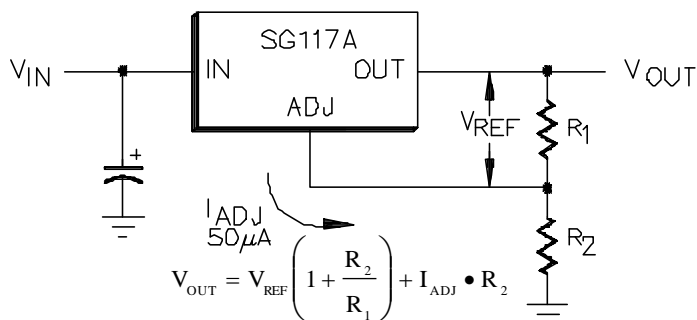 SG117A
V_IN IN OUT V_OUT
ADJ
V_REF R_1
+
I_ADJ
50μA
R_2
V_OUT = V_REF (1 + R_2/R_1) + I_ADJ • R_2